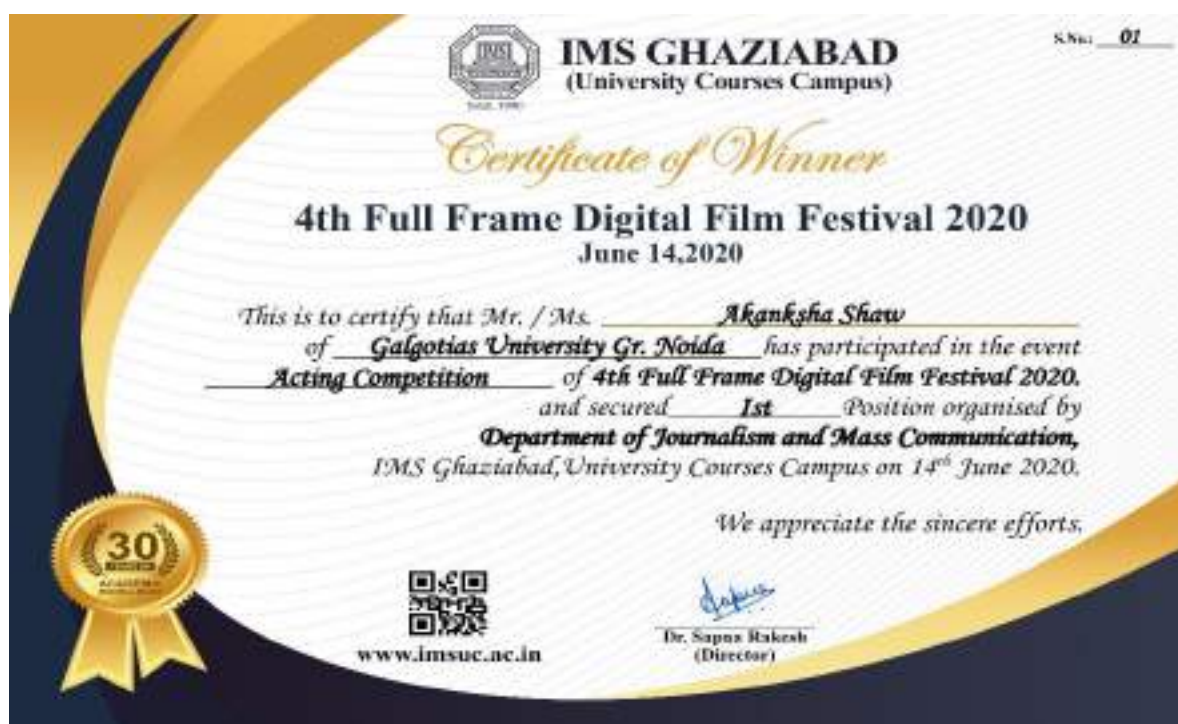 S.No.: 01
IMS
IMS GHAZIABAD
(University Courses Campus)
Certificate of Winner
4th Full Frame Digital Film Festival 2020
June 14,2020
This is to certify that Mr. / Ms. Akanksha Shaw
of Galgotias University Gr. Noida has participated in the event
Acting Competition of 4th Full Frame Digital Film Festival 2020.
and secured Ist Position organised by
Department of Journalism and Mass Communication,
IMS Ghaziabad, University Courses Campus on 14th June 2020.
We appreciate the sincere efforts.
30
www.imsuc.ac.in
Dr. Sapna Rakesh
(Director)